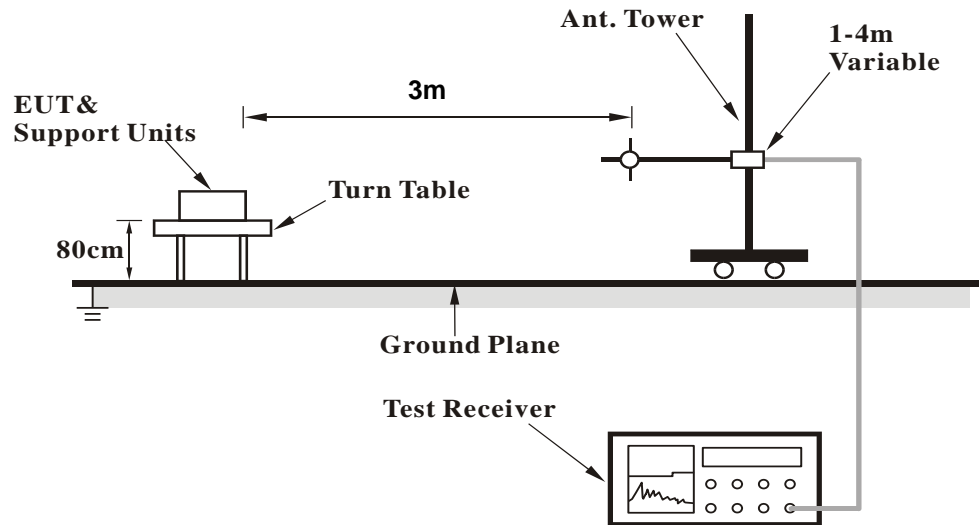 Ant. Tower
1-4m
Variable
3m
EUT&
Support Units
Turn Table
80cm
Ground Plane
Test Receiver